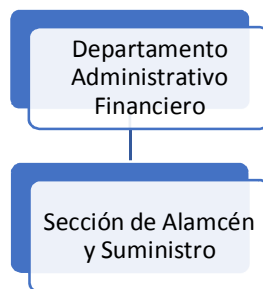 Departamento
Administrativo
Financiero
Sección de Alamcén
y Suministro